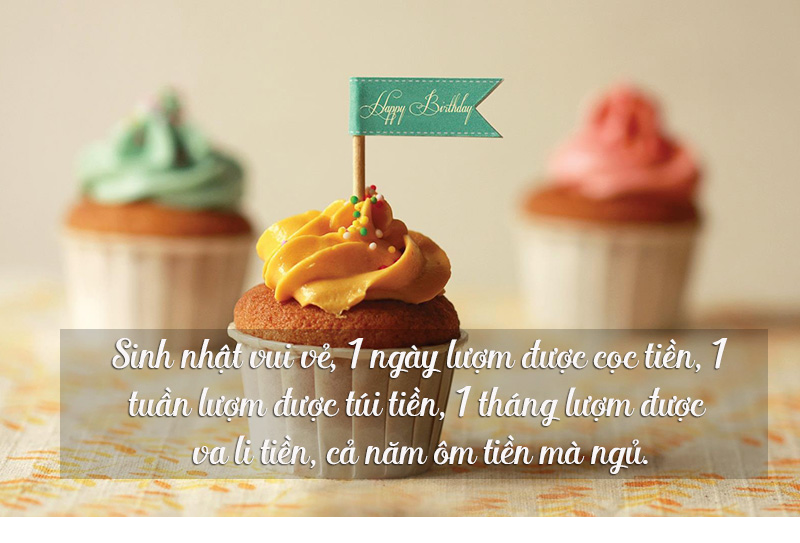 Happy Birthday
Sinh nhật vui vẻ, 1 ngày lượm được cọc tiền, 1
tuần lượm được túi tiền, 1 tháng lượm được
va li tiền, cả năm ôm tiền mà ngủ.